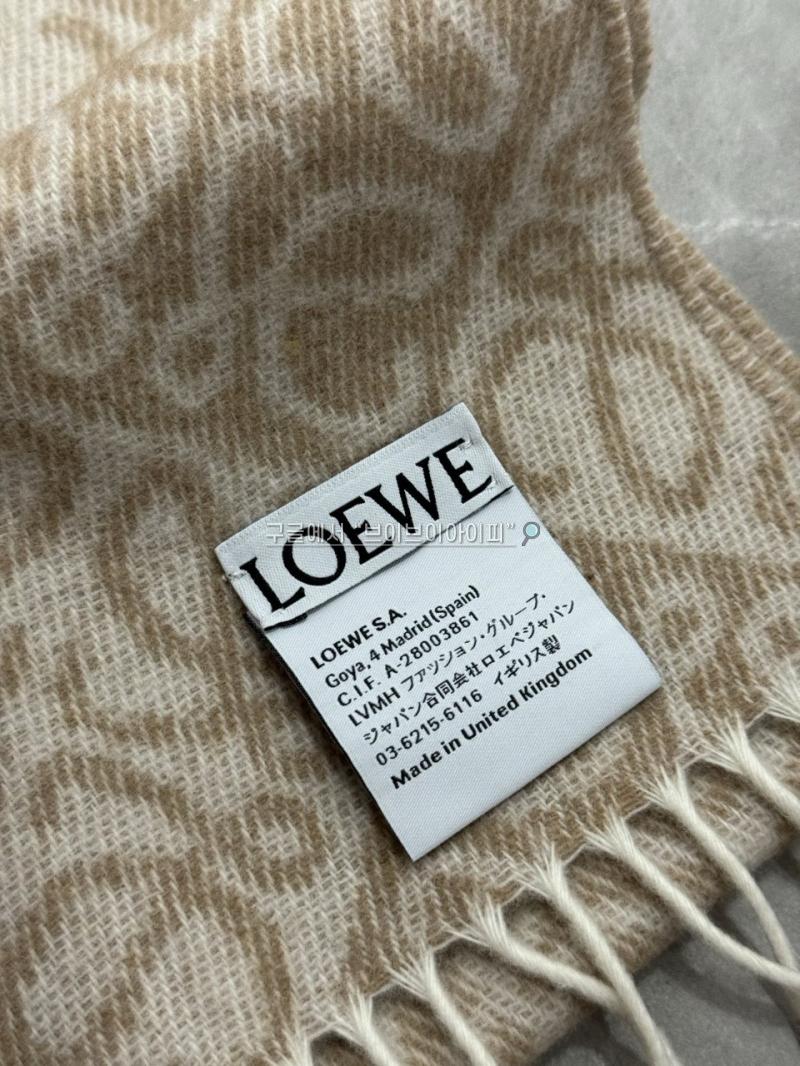 LOEWE
구글에서 "브이브이아이피" 🔎
LOEWE S.A.
Goya, 4 Madrid (Spain)
C.I.F. A-28003861
LVMH ファッション・グループ・
ジャパン合同会社ロエベジャパン
03-6215-6116 イギリス製
Made in United Kingdom